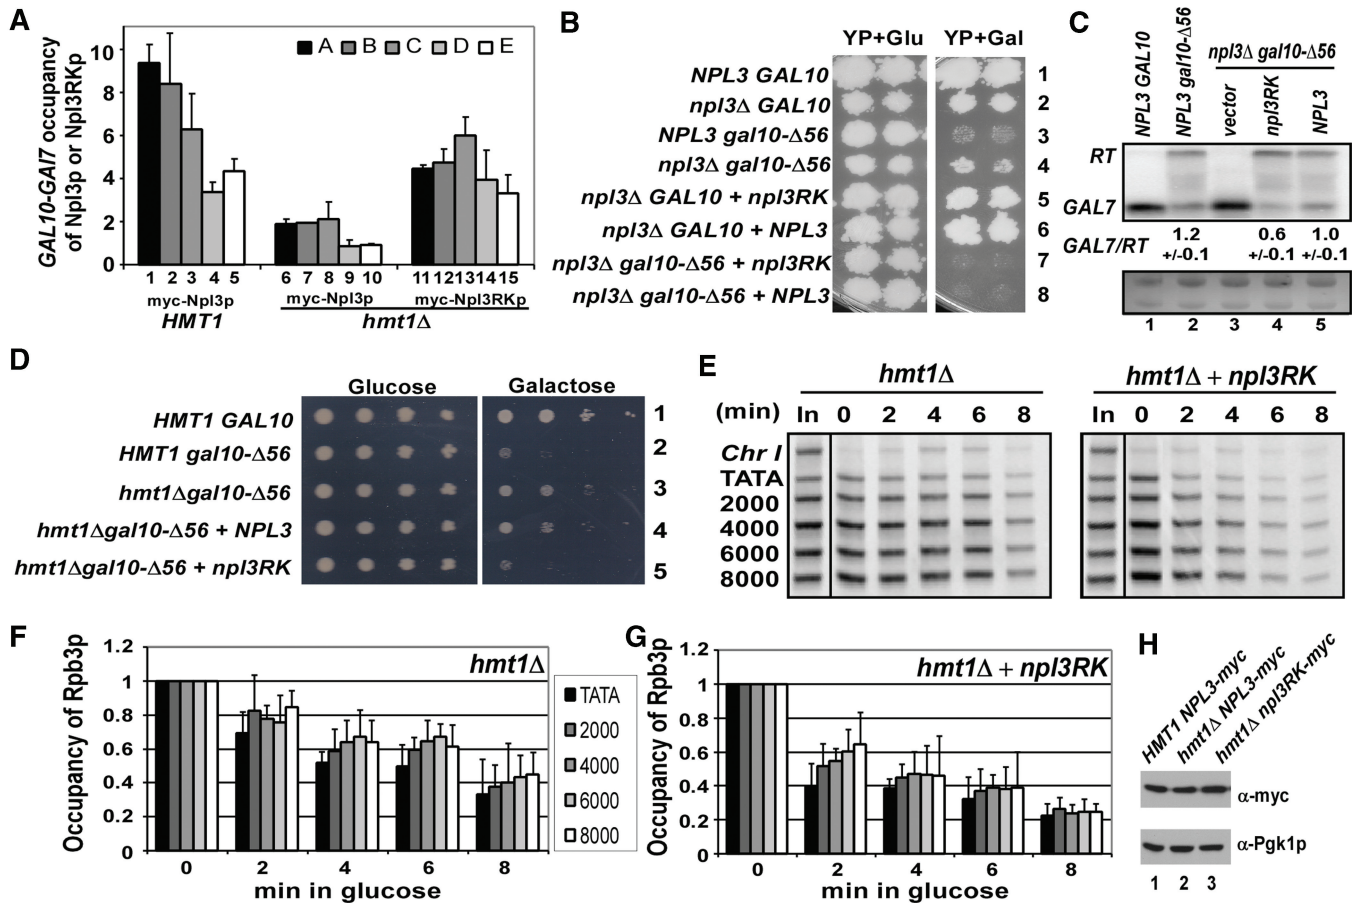 A
GAL10-GAL7 occupancy
of Npl3p or Npl3RKp
10
8
6
4
2
0
A B C D E
1 2 3 4 5
6 7 8 9 10
11 12 13 14 15
myc-Npl3p
myc-Npl3p
myc-Npl3RKp
HMT1
hmt1Δ
B
YP+Glu YP+Gal
NPL3 GAL10 1
npl3Δ GAL10 2
NPL3 gal10-Δ56 3
npl3Δ gal10-Δ56 4
npl3Δ GAL10 + npl3RK 5
npl3Δ GAL10 + NPL3 6
npl3Δ gal10-Δ56 + npl3RK 7
npl3Δ gal10-Δ56 + NPL3 8
C
NPL3 GAL10
NPL3 gal10-Δ56
npl3Δ gal10-Δ56
vector
npl3RK
NPL3
RT
GAL7
GAL7/RT
1.2 0.6 1.0
+/-0.1 +/-0.1 +/-0.1
1 2 3 4 5
D
Glucose Galactose
HMT1 GAL10 1
HMT1 gal10-Δ56 2
hmt1Δgal10-Δ56 3
hmt1Δgal10-Δ56 + NPL3 4
hmt1Δgal10-Δ56 + npl3RK 5
E
hmt1Δ
hmt1Δ + npl3RK
(min) In 0 2 4 6 8
In 0 2 4 6 8
Chr I
TATA
2000
4000
6000
8000
F
Occupancy of Rpb3p
1.2
1
0.8
0.6
0.4
0.2
0
hmt1Δ
0 2 4 6 8
min in glucose
TATA
2000
4000
6000
8000
G
Occupancy of Rpb3p
1.2
1
0.8
0.6
0.4
0.2
0
hmt1Δ + npl3RK
0 2 4 6 8
min in glucose
H
HMT1 NPL3-myc
hmt1Δ NPL3-myc
hmt1Δ npl3RK-myc
α-myc
α-Pgk1p
1 2 3